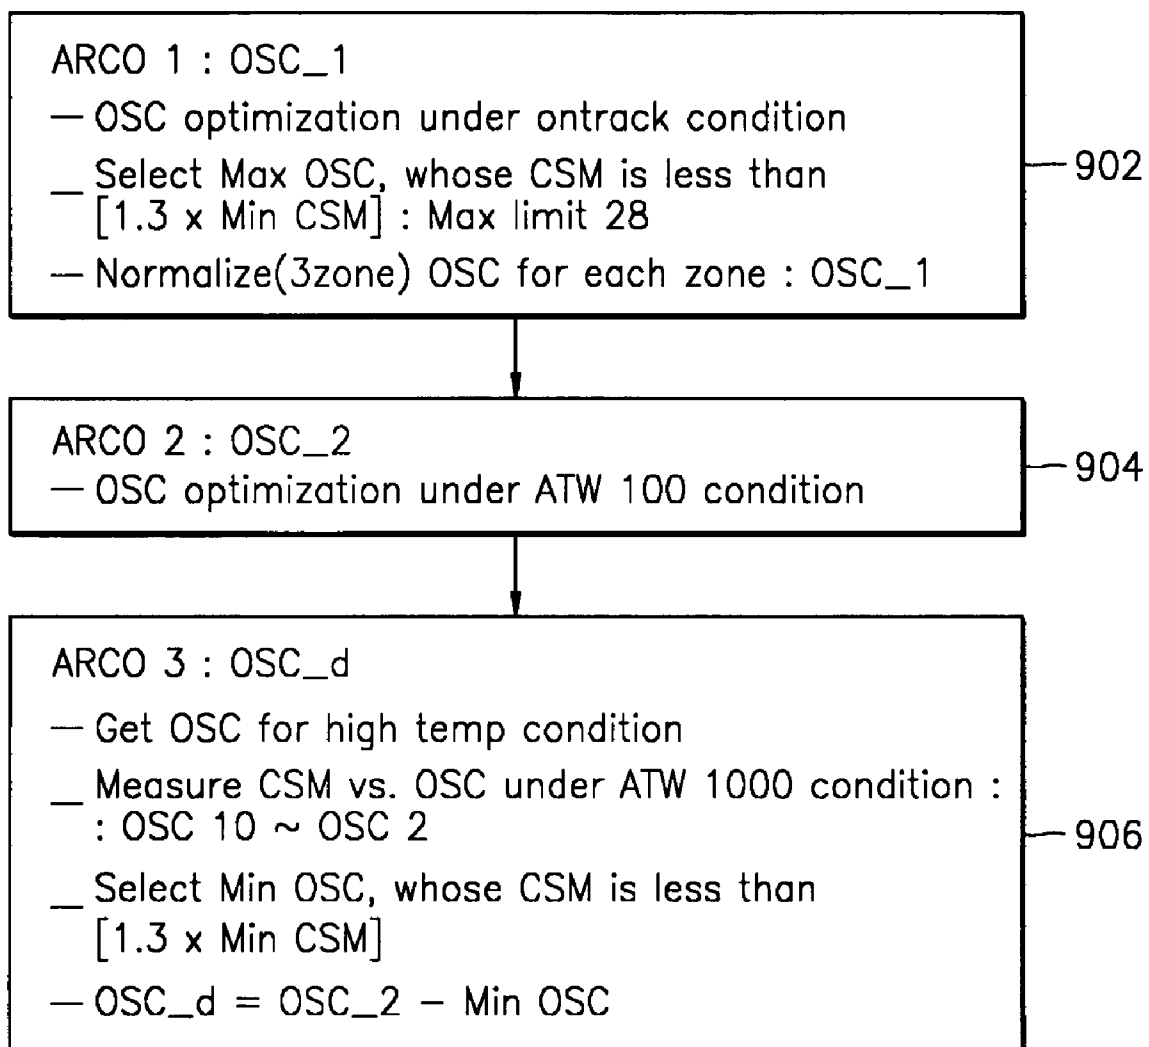 ARCO 1 : OSC_1
— OSC optimization under ontrack condition
— Select Max OSC, whose CSM is less than
[1.3 x Min CSM] : Max limit 28
— Normalize(3zone) OSC for each zone : OSC_1
902
ARCO 2 : OSC_2
— OSC optimization under ATW 100 condition
904
ARCO 3 : OSC_d
— Get OSC for high temp condition
— Measure CSM vs. OSC under ATW 1000 condition :
: OSC 10 ~ OSC 2
— Select Min OSC, whose CSM is less than
[1.3 x Min CSM]
— OSC_d = OSC_2 – Min OSC
906